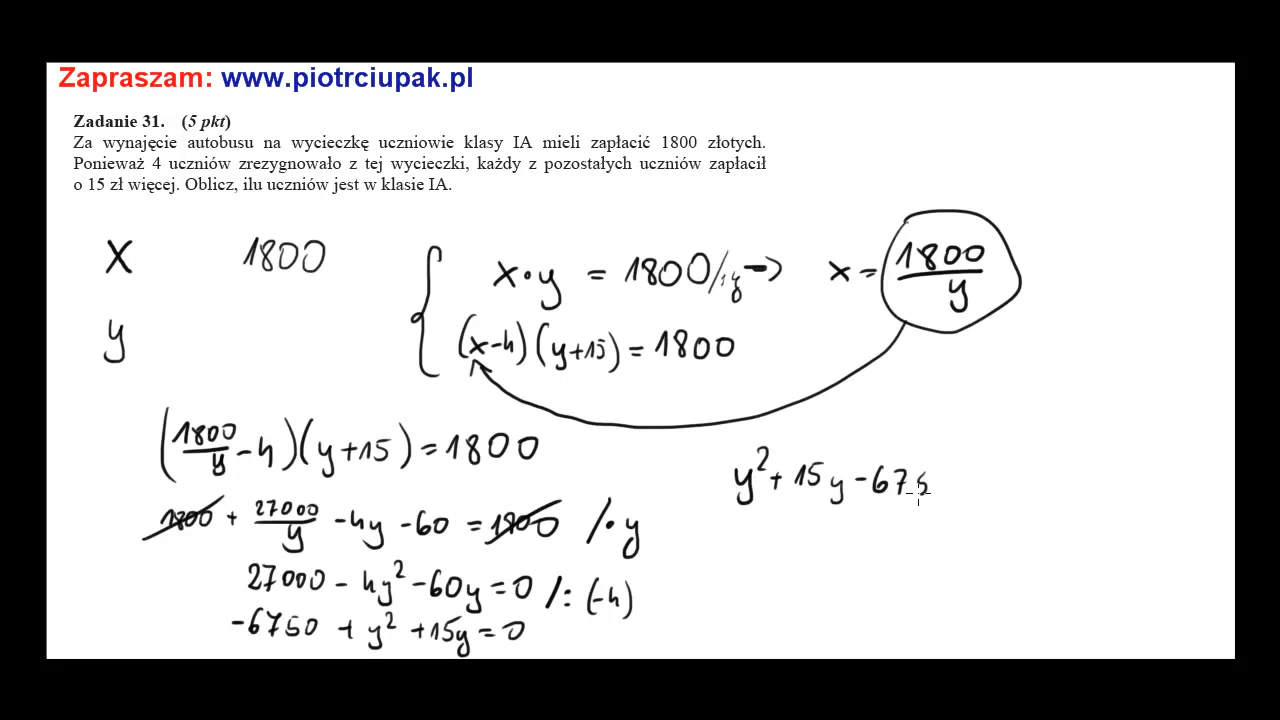 Zapraszam: www.piotrciupak.pl
Zadanie 31. (5 pkt)
Za wynajęcie autobusu na wycieczkę uczniowie klasy IA mieli zapłacić 1800 złotych.
Ponieważ 4 uczniów zrezygnowało z tej wycieczki, każdy z pozostałych uczniów zapłacił
o 15 zł więcej. Oblicz, ilu uczniów jest w klasie IA.
x 1800
y
x·y = 1800 /:y → x = 1800/y
(x-4)(y+15) = 1800
(1800/y - 4)(y+15) = 1800
1800 + 27000/y - 4y - 60 = 1800 /·y
27000 - 4y² - 60y = 0 /:(-4)
-6750 + y² + 15y = 0
y² + 15y - 675